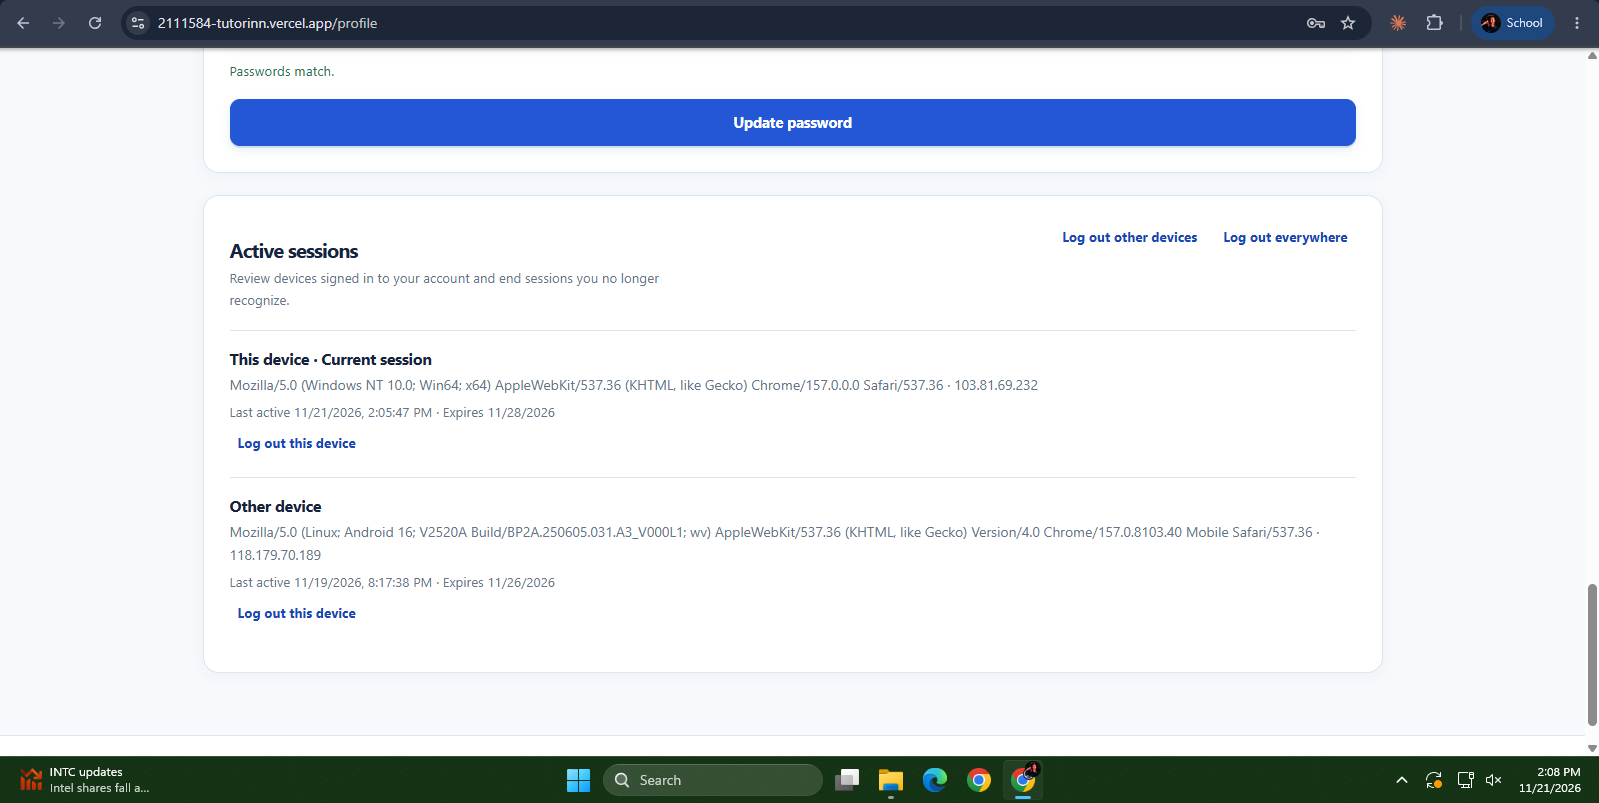 2111584-tutorinn.vercel.app/profile
School
Passwords match.
Update password
Log out other devices
Log out everywhere
Active sessions
Review devices signed in to your account and end sessions you no longer
recognize.
This device · Current session
Mozilla/5.0 (Windows NT 10.0; Win64; x64) AppleWebKit/537.36 (KHTML, like Gecko) Chrome/157.0.0.0 Safari/537.36 · 103.81.69.232
Last active 11/21/2026, 2:05:47 PM · Expires 11/28/2026
Log out this device
Other device
Mozilla/5.0 (Linux; Android 16; V2520A Build/BP2A.250605.031.A3_V000L1; wv) AppleWebKit/537.36 (KHTML, like Gecko) Version/4.0 Chrome/157.0.8103.40 Mobile Safari/537.36 ·
118.179.70.189
Last active 11/19/2026, 8:17:38 PM · Expires 11/26/2026
Log out this device
INTC updates
Intel shares fall a...
Search
2:08 PM
11/21/2026